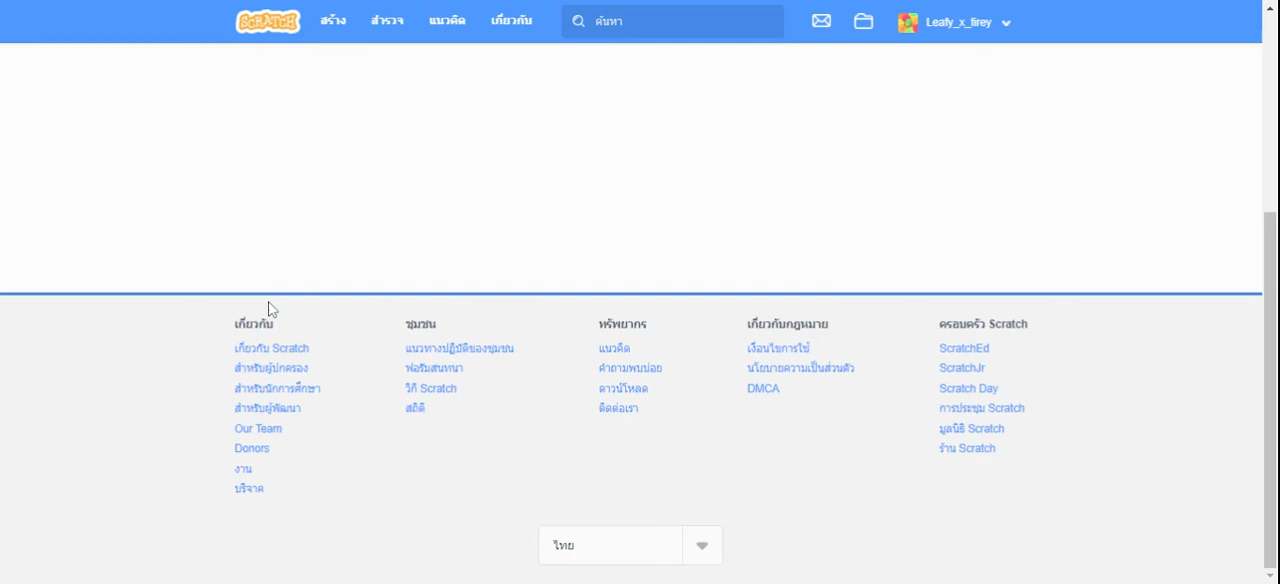 SCRATCH สร้าง สำรวจ แนวคิด เกี่ยวกับ ค้นหา Leafy_x_firey
เกี่ยวกับ
เกี่ยวกับ Scratch
สำหรับผู้ปกครอง
สำหรับนักการศึกษา
สำหรับผู้พัฒนา
Our Team
Donors
งาน
บริจาค
ชุมชน
แนวทางปฏิบัติของชุมชน
ฟอรัมสนทนา
วิกิ Scratch
สถิติ
ทรัพยากร
แนวคิด
คำถามพบบ่อย
ดาวน์โหลด
ติดต่อเรา
เกี่ยวกับกฎหมาย
เงื่อนไขการใช้
นโยบายความเป็นส่วนตัว
DMCA
ครอบครัว Scratch
ScratchEd
ScratchJr
Scratch Day
การประชุม Scratch
มูลนิธิ Scratch
ร้าน Scratch
ไทย